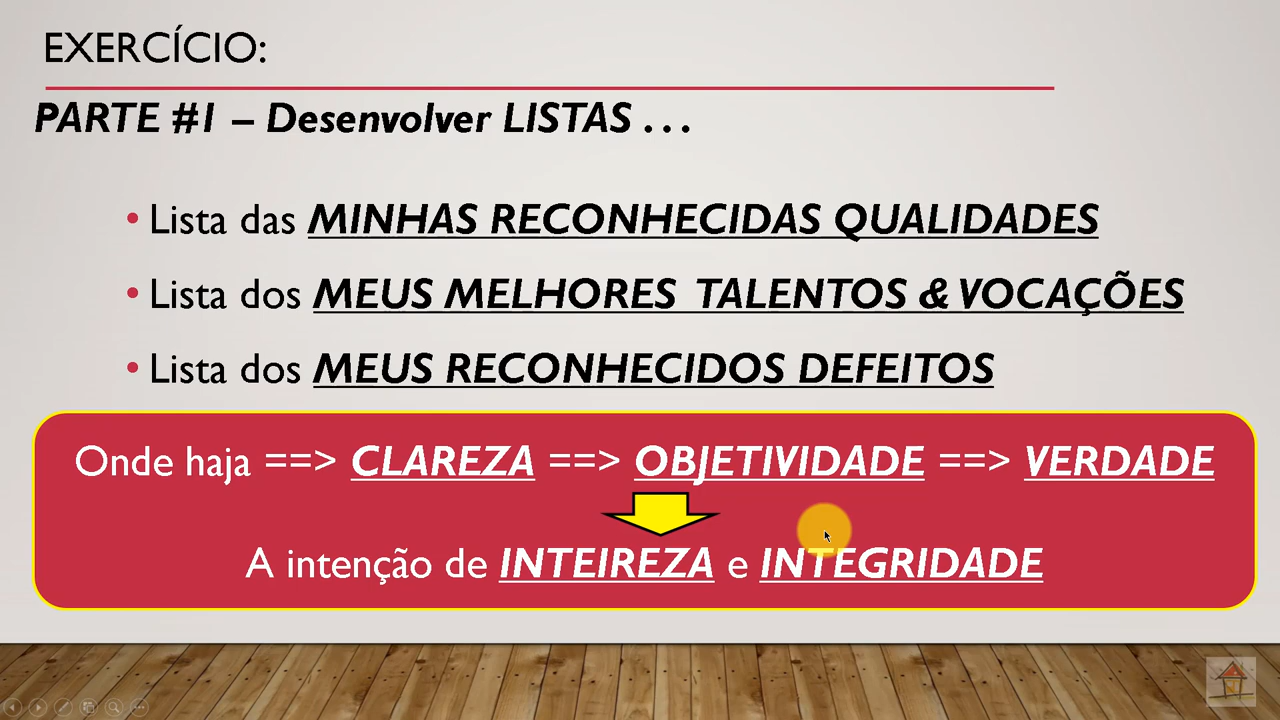 EXERCÍCIO:
PARTE #1 – Desenvolver LISTAS . . .
• Lista das MINHAS RECONHECIDAS QUALIDADES
• Lista dos MEUS MELHORES TALENTOS & VOCAÇÕES
• Lista dos MEUS RECONHECIDOS DEFEITOS
Onde haja ==> CLAREZA ==> OBJETIVIDADE ==> VERDADE
A intenção de INTEIREZA e INTEGRIDADE